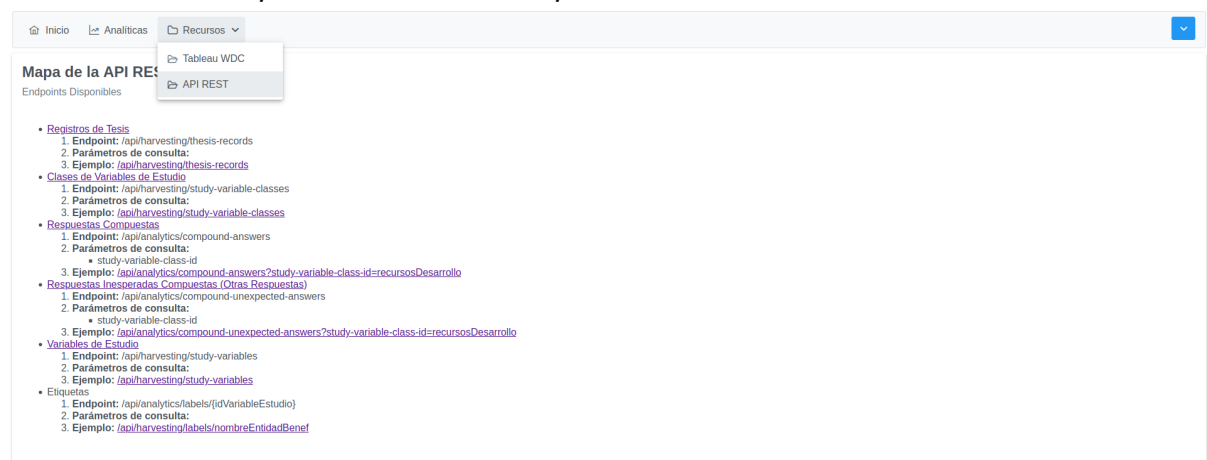 Inicio Analíticas Recursos
Tableau WDC
API REST
Mapa de la API RES
Endpoints Disponibles
Registros de Tesis
1. Endpoint: /api/harvesting/thesis-records
2. Parámetros de consulta:
3. Ejemplo: /api/harvesting/thesis-records
Clases de Variables de Estudio
1. Endpoint: /api/harvesting/study-variable-classes
2. Parámetros de consulta:
3. Ejemplo: /api/harvesting/study-variable-classes
Respuestas Compuestas
1. Endpoint: /api/analytics/compound-answers
2. Parámetros de consulta:
study-variable-class-id
3. Ejemplo: /api/analytics/compound-answers?study-variable-class-id=recursosDesarrollo
Respuestas Inesperadas Compuestas (Otras Respuestas)
1. Endpoint: /api/analytics/compound-unexpected-answers
2. Parámetros de consulta:
study-variable-class-id
3. Ejemplo: /api/analytics/compound-unexpected-answers?study-variable-class-id=recursosDesarrollo
Variables de Estudio
1. Endpoint: /api/harvesting/study-variables
2. Parámetros de consulta:
3. Ejemplo: /api/harvesting/study-variables
Etiquetas
1. Endpoint: /api/analytics/labels/{idVariableEstudio}
2. Parámetros de consulta:
3. Ejemplo: /api/harvesting/labels/nombreEntidadBenef